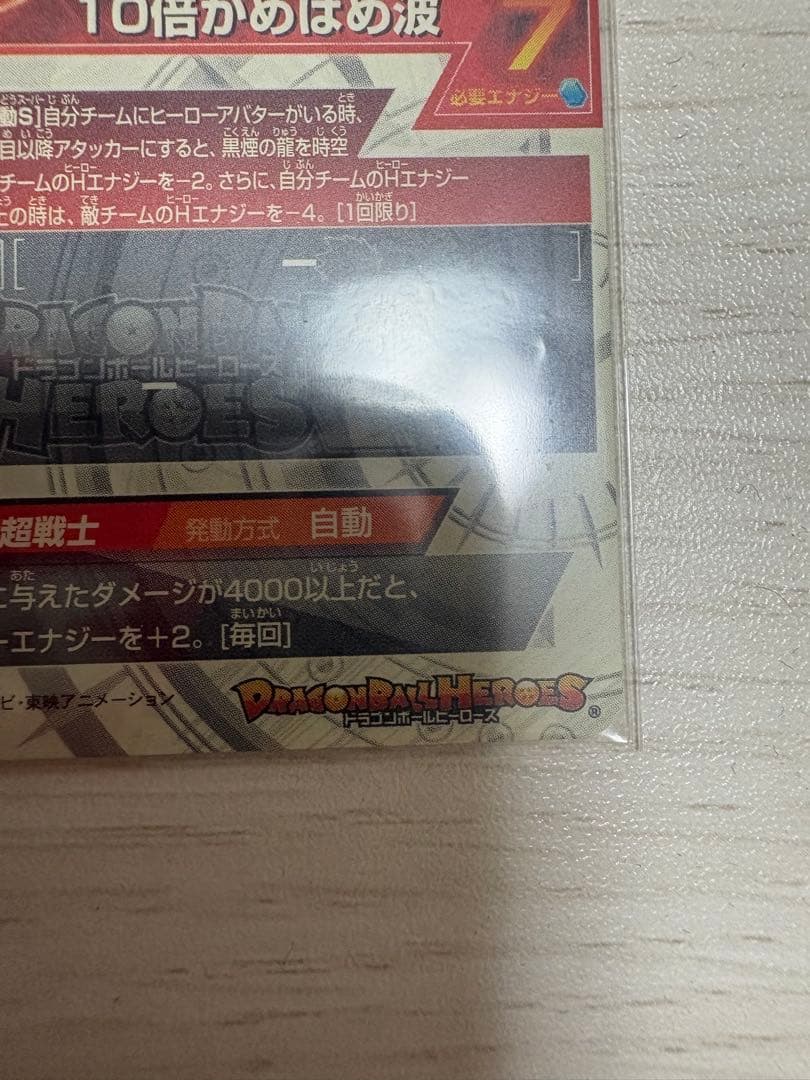 10倍かめはめ波
7
必要エナジー
動S]自分チームにヒーローアバターがいる時、
目以降アタッカーにすると、黒煙の龍を時空
チームのHエナジーを−2。さらに、自分チームのHエナジー
上の時は、敵チームのHエナジーを−4。[1回限り]
][ － ]
DRAGON BALL
ドラゴンボールヒーローズ
－
HEROES
超戦士 発動方式 自動
に与えたダメージが4000以上だと、
ーエナジーを＋2。[毎回]
ビ・東映アニメーション
DRAGONBALL HEROES
ドラゴンボールヒーローズ ®